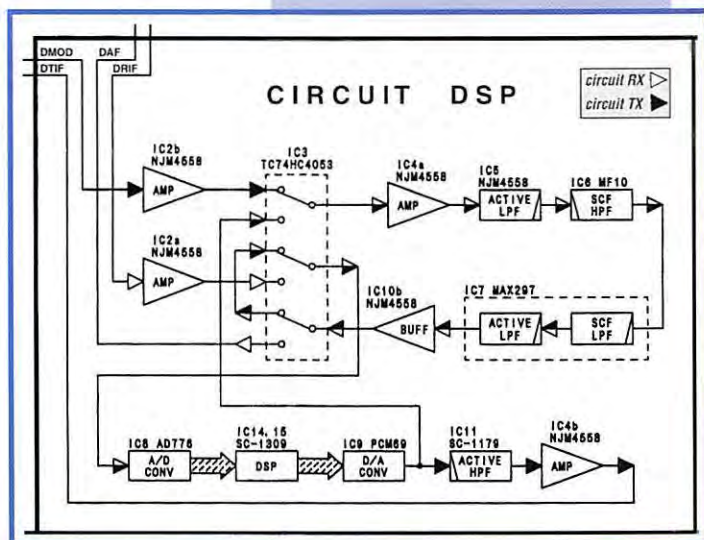 DMOD DAF
DTIF DRIF
CIRCUIT DSP
circuit RX
circuit TX
IC2b
NJM4558
AMP
IC3
TC74HC4053
IC4a
NJM4558
AMP
IC5
NJM4558
ACTIVE
LPF
IC6 MF10
SCF
HPF
IC2a
NJM4558
AMP
IC10b
NJM4558
BUFF
IC7 MAX297
ACTIVE
LPF
SCF
LPF
IC8 AD776
A/D
CONV
IC14, 15
SC-1309
DSP
IC9 PCM69
D/A
CONV
IC11
SC-1179
ACTIVE
HPF
IC4b
NJM4558
AMP